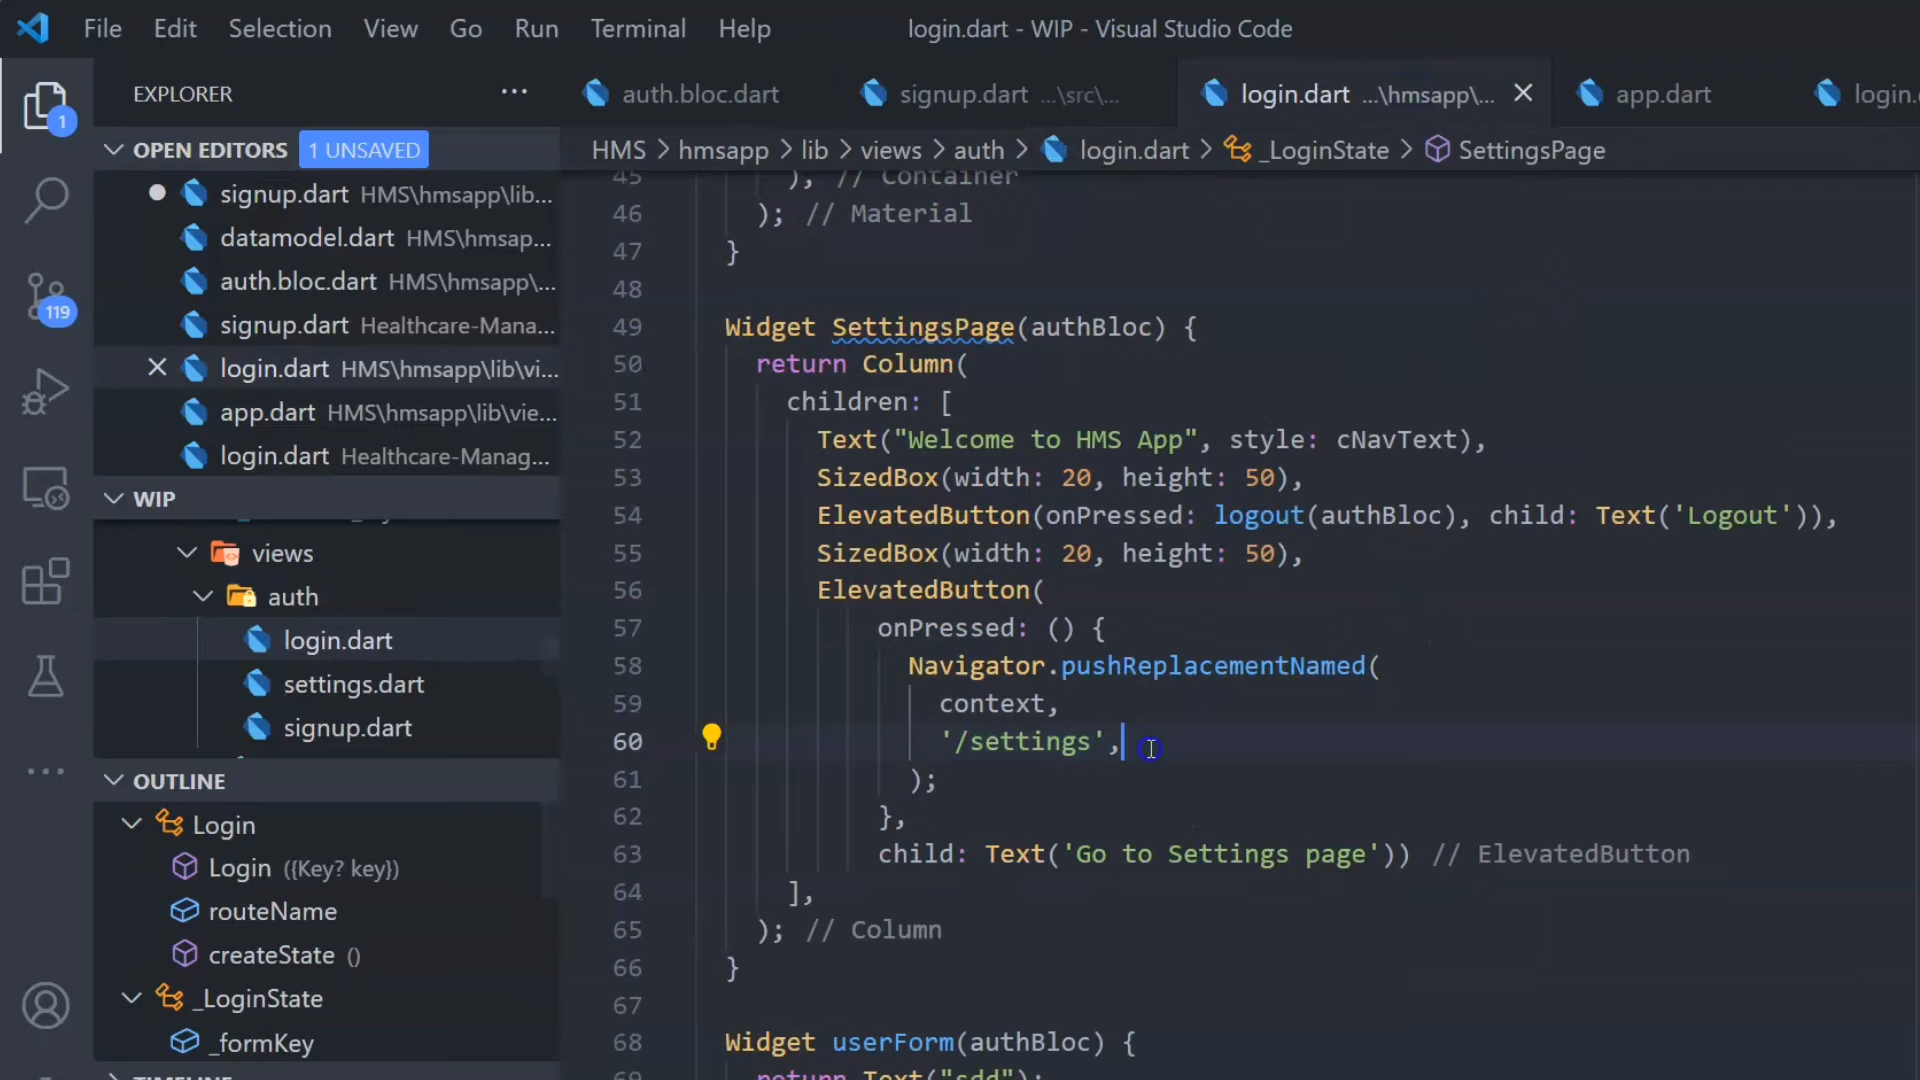 File Edit Selection View Go Run Terminal Help login.dart - WIP - Visual Studio Code
EXPLORER ...
auth.bloc.dart signup.dart ...\src\... login.dart ...\hmsapp\... app.dart login.
OPEN EDITORS 1 UNSAVED
HMS > hmsapp > lib > views > auth > login.dart > _LoginState > SettingsPage
signup.dart HMS\hmsapp\lib...
datamodel.dart HMS\hmsap...
auth.bloc.dart HMS\hmsapp\...
signup.dart Healthcare-Mana...
login.dart HMS\hmsapp\lib\vi...
app.dart HMS\hmsapp\lib\vie...
login.dart Healthcare-Manag...
WIP
views
auth
login.dart
settings.dart
signup.dart
OUTLINE
Login
Login ({Key? key})
routeName
createState ()
_LoginState
_formKey
TIMELINE
1
119
45 ), // Container
46 ); // Material
47 }
48
49 Widget SettingsPage(authBloc) {
50 return Column(
51 children: [
52 Text("Welcome to HMS App", style: cNavText),
53 SizedBox(width: 20, height: 50),
54 ElevatedButton(onPressed: logout(authBloc), child: Text('Logout')),
55 SizedBox(width: 20, height: 50),
56 ElevatedButton(
57 onPressed: () {
58 Navigator.pushReplacementNamed(
59 context,
60 '/settings',
61 );
62 },
63 child: Text('Go to Settings page')) // ElevatedButton
64 ],
65 ); // Column
66 }
67
68 Widget userForm(authBloc) {
69 return Text("sdd");